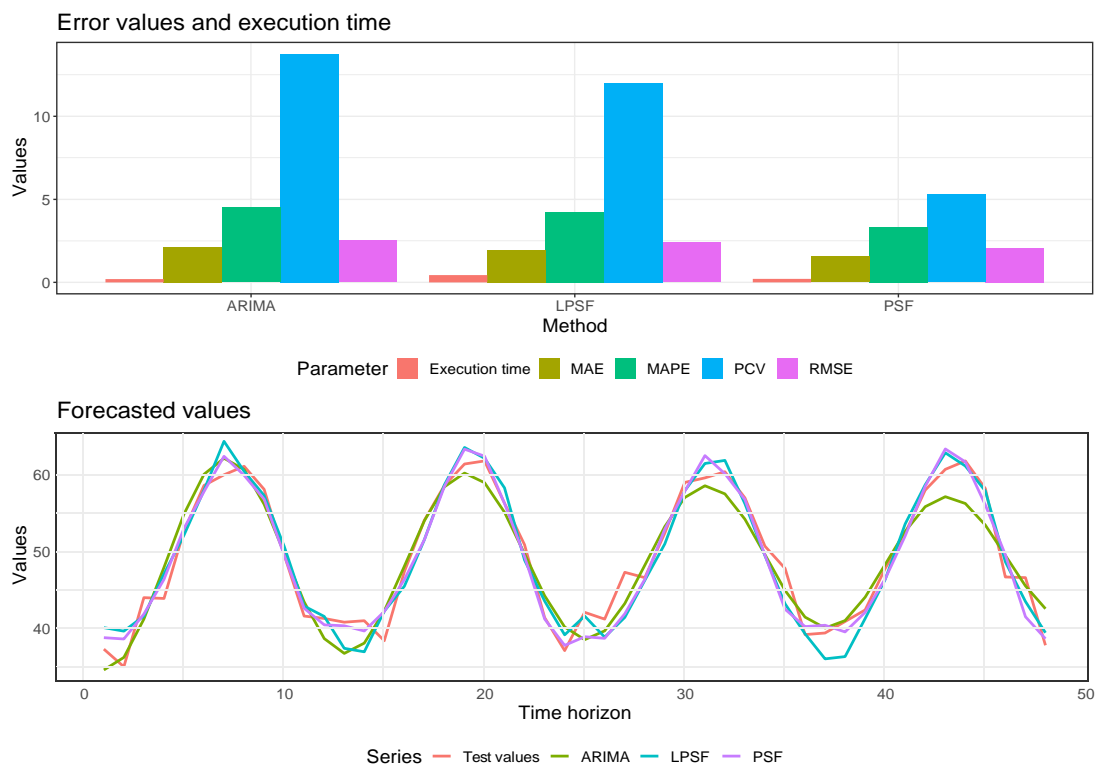 Error values and execution time
Values
10
5
0
ARIMA LPSF PSF
Method
Parameter Execution time MAE MAPE PCV RMSE
Forecasted values
Values
60
50
40
0 10 20 30 40 50
Time horizon
Series Test values ARIMA LPSF PSF